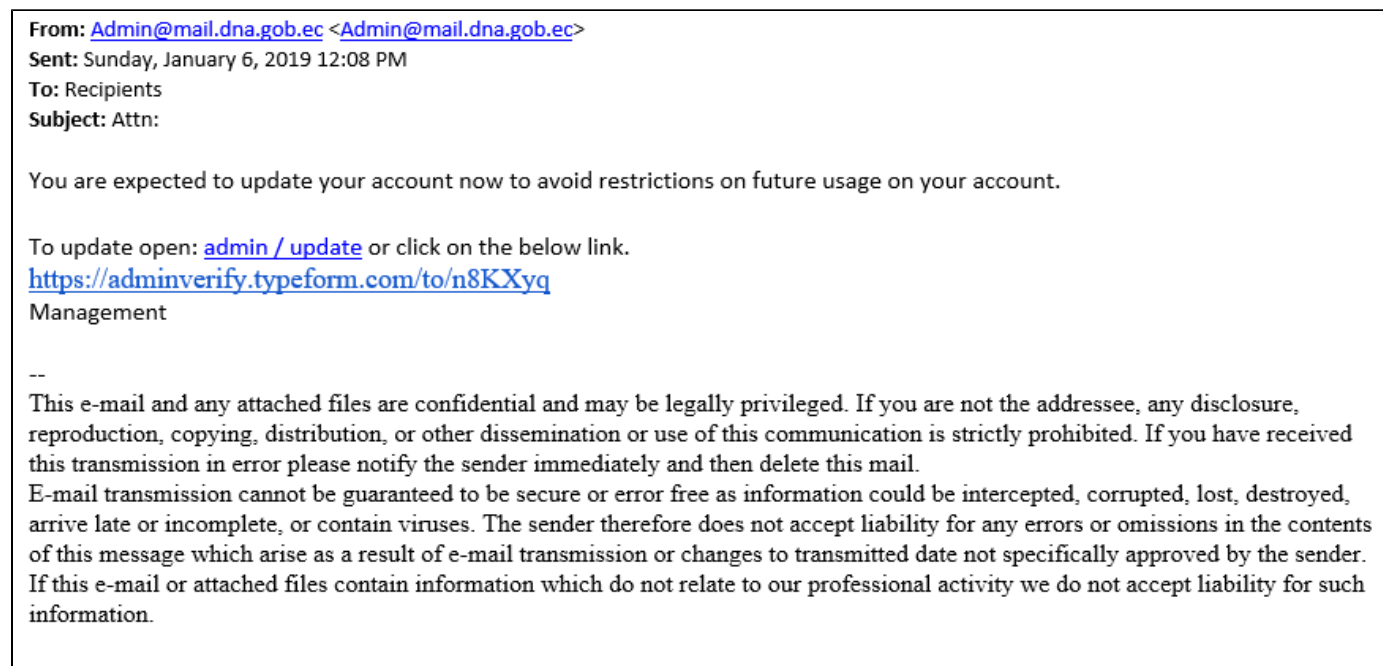 From: Admin@mail.dna.gob.ec <Admin@mail.dna.gob.ec>
Sent: Sunday, January 6, 2019 12:08 PM
To: Recipients
Subject: Attn:
You are expected to update your account now to avoid restrictions on future usage on your account.
To update open: admin / update or click on the below link.
https://adminverify.typeform.com/to/n8KXyq
Management
--
This e-mail and any attached files are confidential and may be legally privileged. If you are not the addressee, any disclosure,
reproduction, copying, distribution, or other dissemination or use of this communication is strictly prohibited. If you have received
this transmission in error please notify the sender immediately and then delete this mail.
E-mail transmission cannot be guaranteed to be secure or error free as information could be intercepted, corrupted, lost, destroyed,
arrive late or incomplete, or contain viruses. The sender therefore does not accept liability for any errors or omissions in the contents
of this message which arise as a result of e-mail transmission or changes to transmitted date not specifically approved by the sender.
If this e-mail or attached files contain information which do not relate to our professional activity we do not accept liability for such
information.